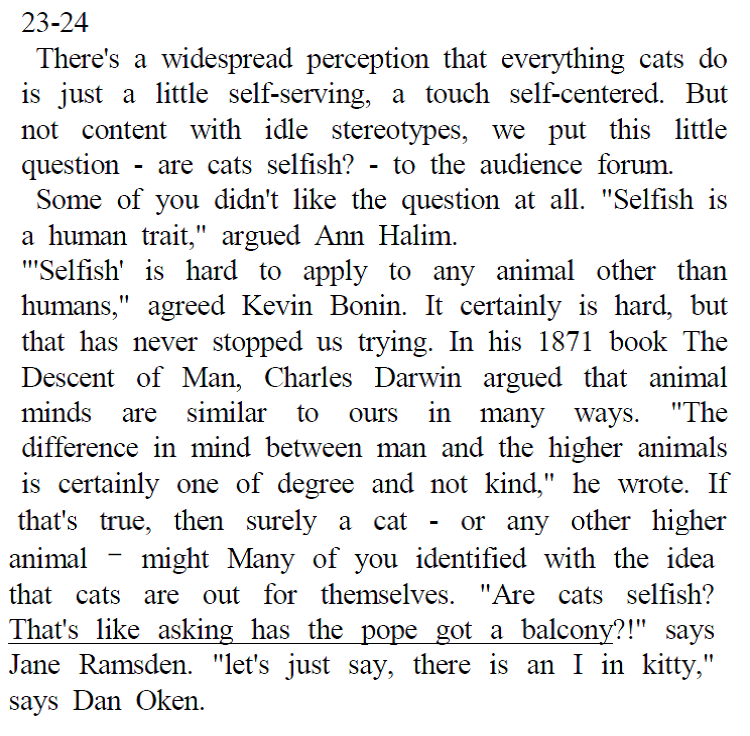 23-24
There's a widespread perception that everything cats do
is just a little self-serving, a touch self-centered. But
not content with idle stereotypes, we put this little
question - are cats selfish? - to the audience forum.
Some of you didn't like the question at all. "Selfish is
a human trait," argued Ann Halim.
"'Selfish' is hard to apply to any animal other than
humans," agreed Kevin Bonin. It certainly is hard, but
that has never stopped us trying. In his 1871 book The
Descent of Man, Charles Darwin argued that animal
minds are similar to ours in many ways. "The
difference in mind between man and the higher animals
is certainly one of degree and not kind," he wrote. If
that's true, then surely a cat - or any other higher
animal – might Many of you identified with the idea
that cats are out for themselves. "Are cats selfish?
That's like asking has the pope got a balcony?!" says
Jane Ramsden. "let's just say, there is an I in kitty,"
says Dan Oken.